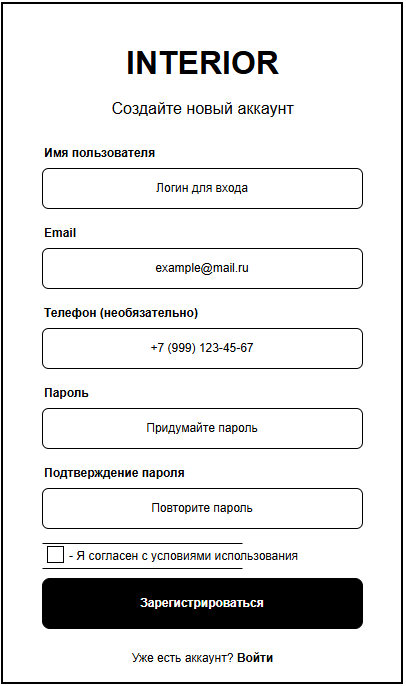 INTERIOR
Создайте новый аккаунт
Имя пользователя
Логин для входа
Email
example@mail.ru
Телефон (необязательно)
+7 (999) 123-45-67
Пароль
Придумайте пароль
Подтверждение пароля
Повторите пароль
- Я согласен с условиями использования
Зарегистрироваться
Уже есть аккаунт? Войти